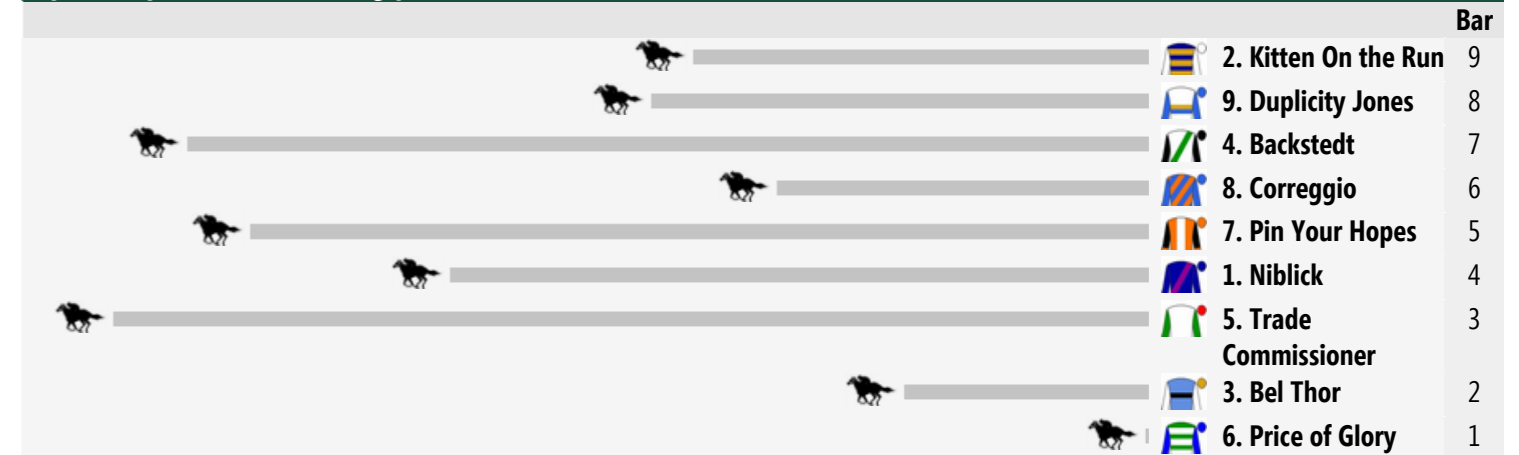 Bar
2. Kitten On the Run 9
9. Duplicity Jones 8
4. Backstedt 7
8. Correggio 6
7. Pin Your Hopes 5
1. Niblick 4
5. Trade 3
Commissioner
3. Bel Thor 2
6. Price of Glory 1